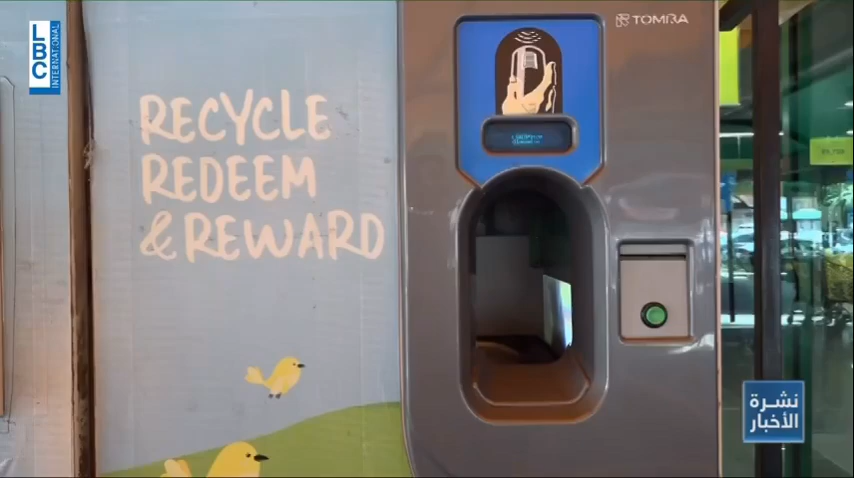 LBC
INTERNATIONAL
TOMRA
RECYCLE
REDEEM
& REWARD
نشرة
الأخبار